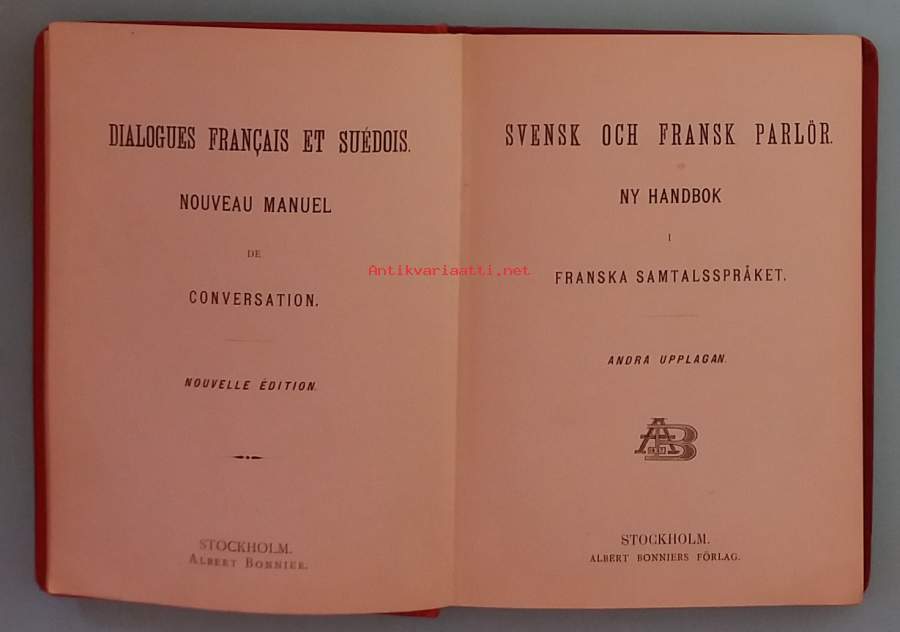 DIALOGUES FRANÇAIS ET SUÉDOIS.
NOUVEAU MANUEL
DE
CONVERSATION.
NOUVELLE ÉDITION.
STOCKHOLM.
ALBERT BONNIER.
SVENSK OCH FRANSK PARLÖR.
NY HANDBOK
I
FRANSKA SAMTALSSPRÅKET.
ANDRA UPPLAGAN.
STOCKHOLM.
ALBERT BONNIERS FÖRLAG.
Antikvariaatti.net